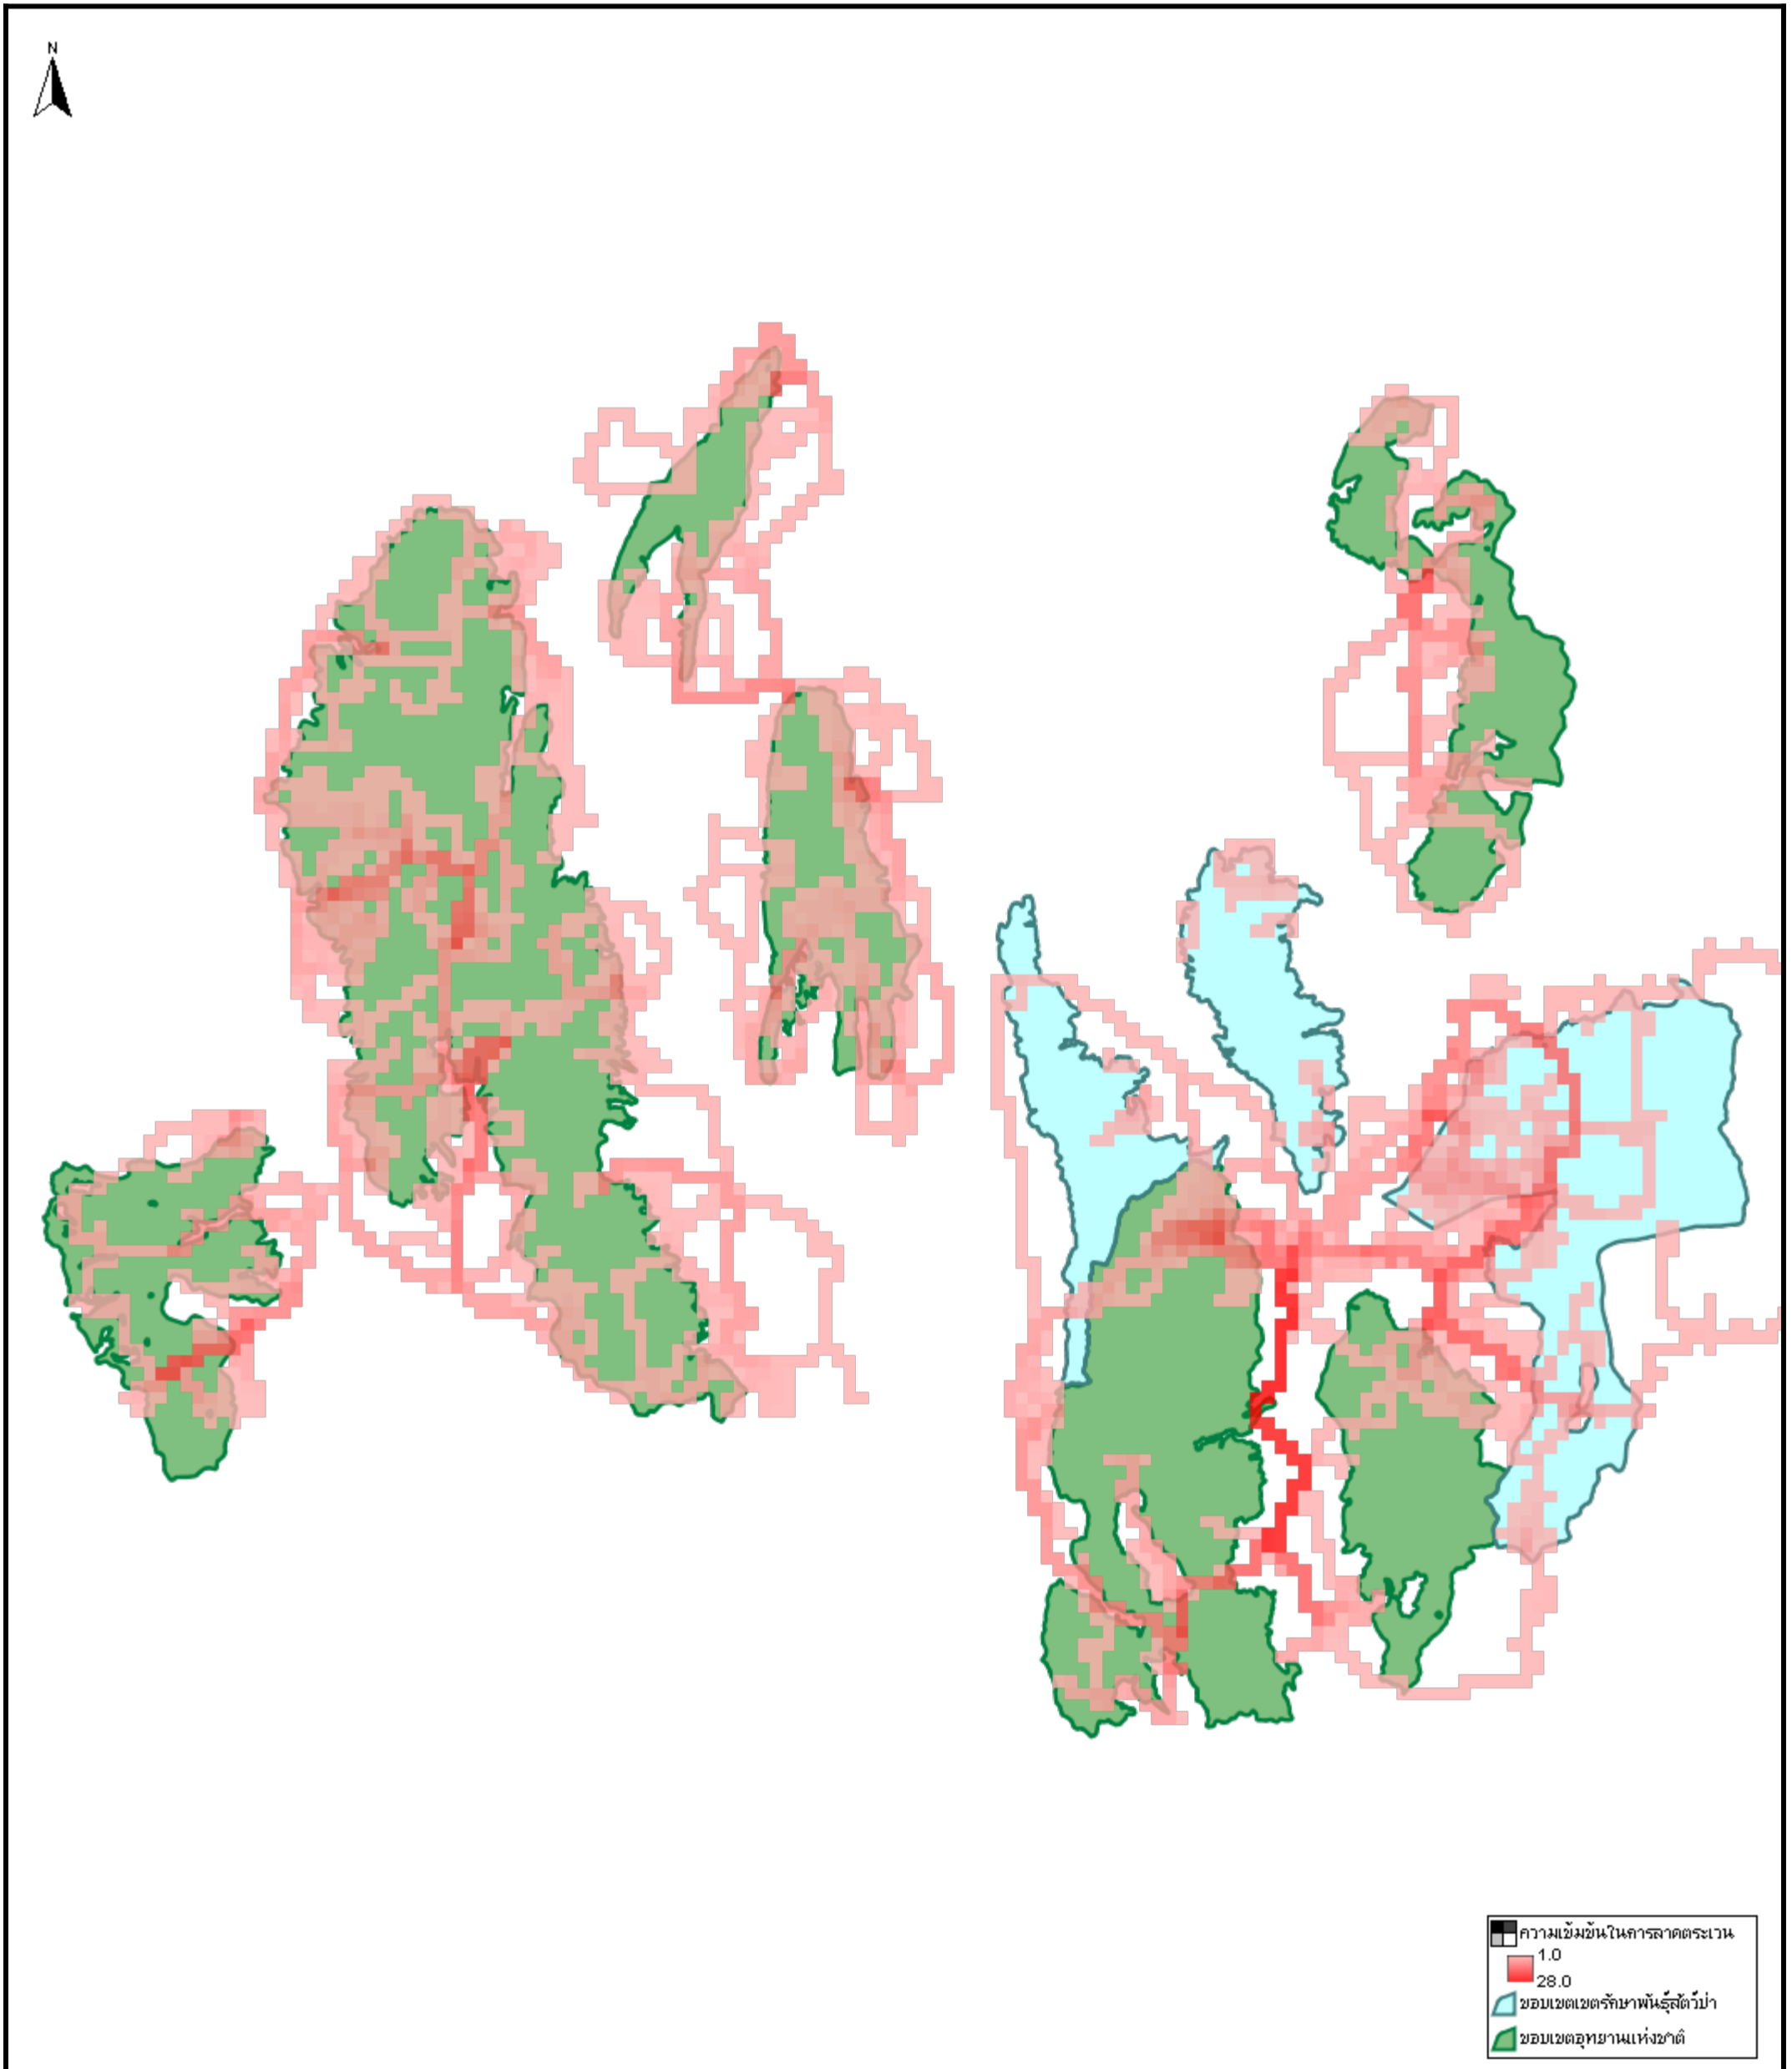 N
ความเข้มข้นในการลาดตระเวน
1.0
28.0
ขอบเขตเขตรักษาพันธุ์สัตว์ป่า
ขอบเขตอุทยานแห่งชาติ